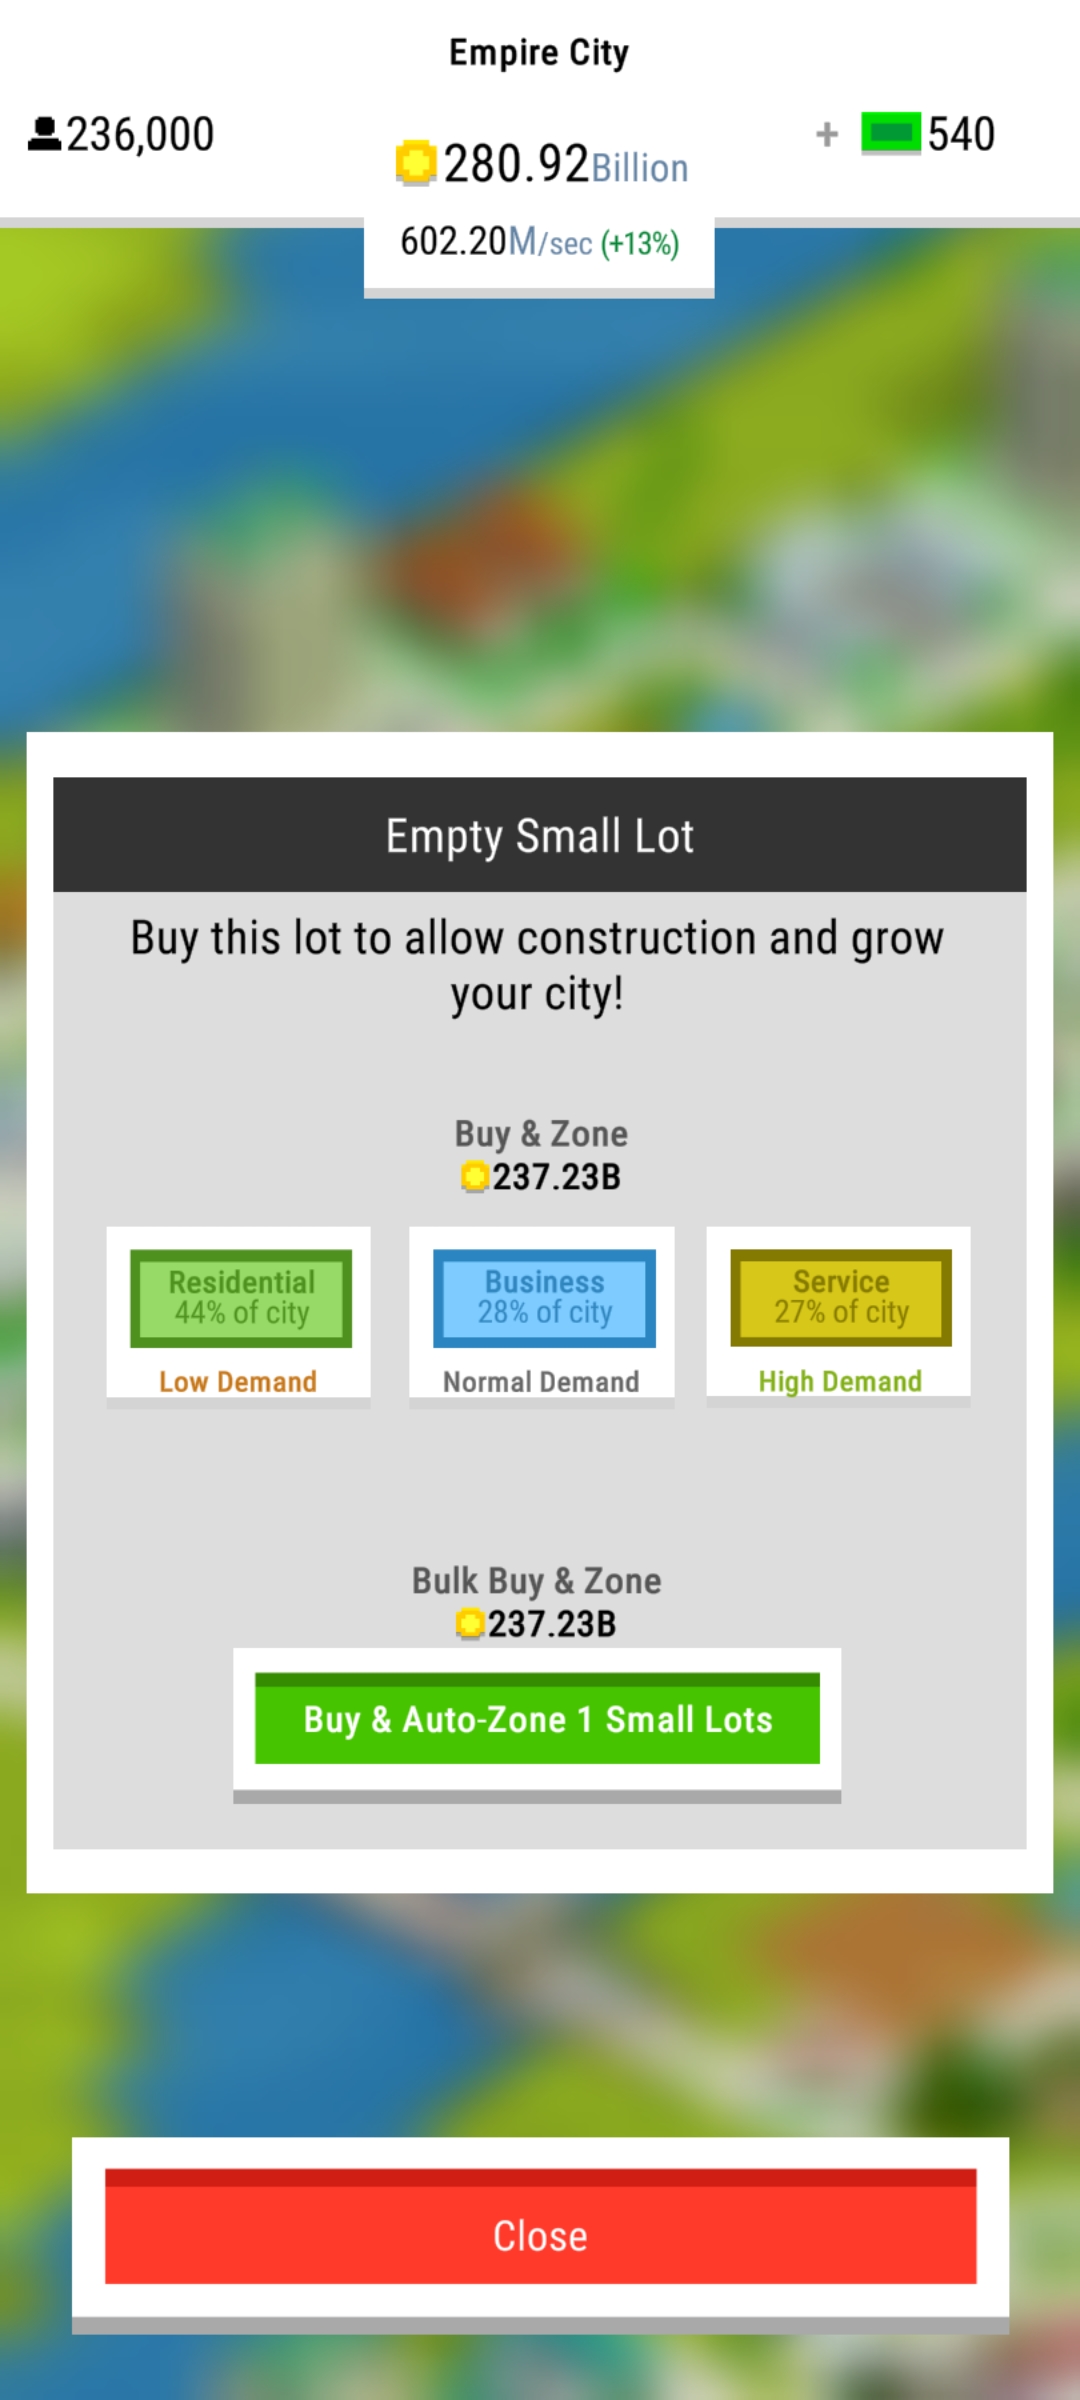 Empire City
236,000
280.92Billion
+ 540
602.20M/sec (+13%)
Empty Small Lot
Buy this lot to allow construction and grow
your city!
Buy & Zone
237.23B
Residential
44% of city
Low Demand
Business
28% of city
Normal Demand
Service
27% of city
High Demand
Bulk Buy & Zone
237.23B
Buy & Auto-Zone 1 Small Lots
Close